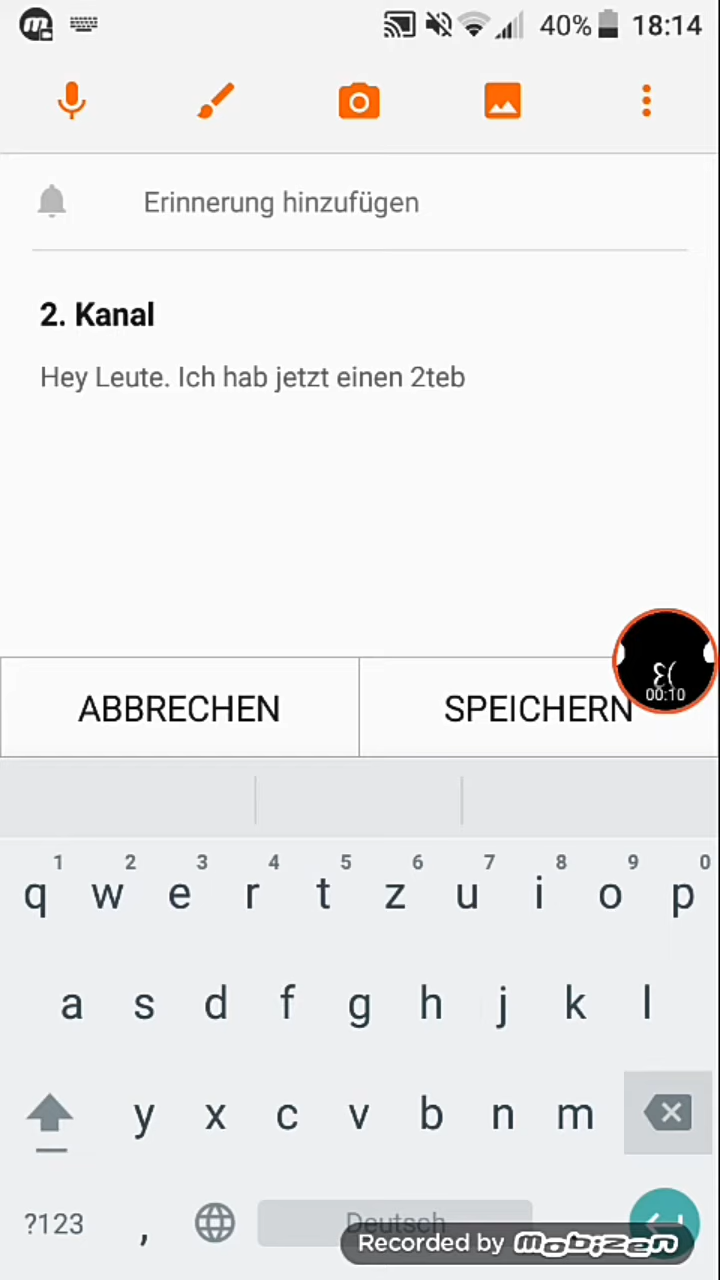 40% 18:14
Erinnerung hinzufügen
2. Kanal
Hey Leute. Ich hab jetzt einen 2teb
00:10
ABBRECHEN SPEICHERN
1 2 3 4 5 6 7 8 9 0
q w e r t z u i o p
a s d f g h j k l
y x c v b n m
?123 , Deutsch
Recorded by mobizen